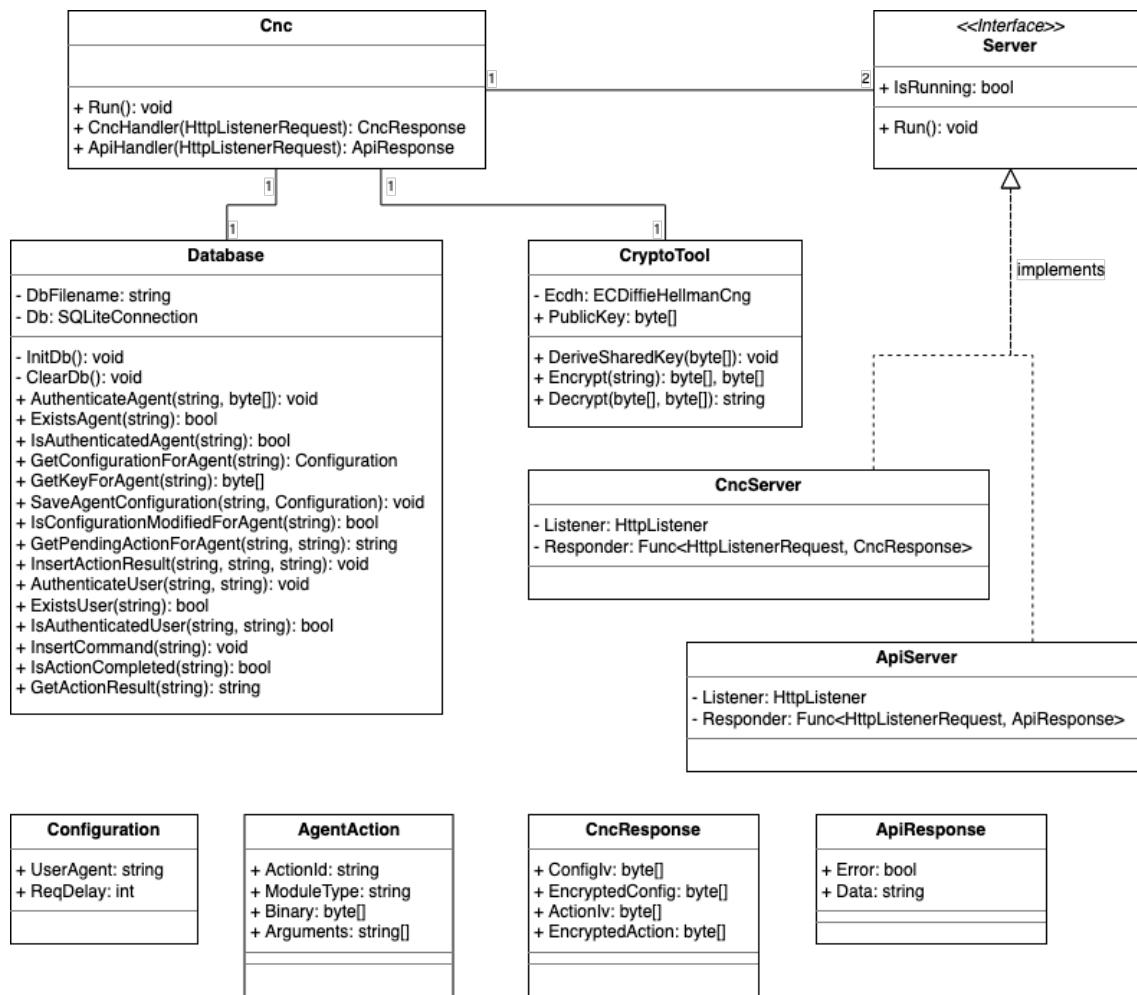 Cnc
+ Run(): void
+ CncHandler(HttpListenerRequest): CncResponse
+ ApiHandler(HttpListenerRequest): ApiResponse
1
2
<<Interface>>
Server
+ IsRunning: bool
+ Run(): void
1
1
1
1
implements
Database
- DbFilename: string
- Db: SQLiteConnection
- InitDb(): void
- ClearDb(): void
+ AuthenticateAgent(string, byte[]): void
+ ExistsAgent(string): bool
+ IsAuthenticatedAgent(string): bool
+ GetConfigurationForAgent(string): Configuration
+ GetKeyForAgent(string): byte[]
+ SaveAgentConfiguration(string, Configuration): void
+ IsConfigurationModifiedForAgent(string): bool
+ GetPendingActionForAgent(string, string): string
+ InsertActionResult(string, string, string): void
+ AuthenticateUser(string, string): void
+ ExistsUser(string): bool
+ IsAuthenticatedUser(string, string): bool
+ InsertCommand(string): void
+ IsActionCompleted(string): bool
+ GetActionResult(string): string
CryptoTool
- Ecdh: ECDiffieHellmanCng
+ PublicKey: byte[]
+ DeriveSharedKey(byte[]): void
+ Encrypt(string): byte[], byte[]
+ Decrypt(byte[], byte[]): string
CncServer
- Listener: HttpListener
- Responder: Func<HttpListenerRequest, CncResponse>
ApiServer
- Listener: HttpListener
- Responder: Func<HttpListenerRequest, ApiResponse>
Configuration
+ UserAgent: string
+ ReqDelay: int
AgentAction
+ ActionId: string
+ ModuleType: string
+ Binary: byte[]
+ Arguments: string[]
CncResponse
+ ConfigIv: byte[]
+ EncryptedConfig: byte[]
+ ActionIv: byte[]
+ EncryptedAction: byte[]
ApiResponse
+ Error: bool
+ Data: string